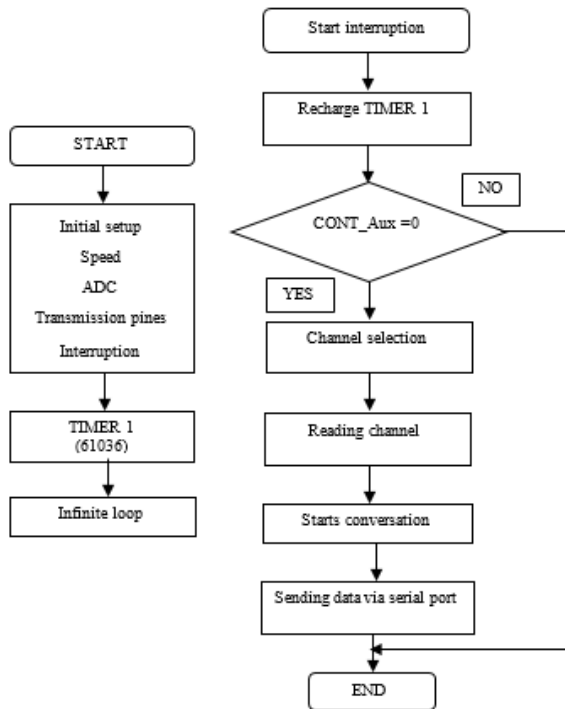 START
Initial setup
Speed
ADC
Transmission pines
Interruption
TIMER 1
(61036)
Infinite loop
Start interruption
Recharge TIMER 1
CONT_Aux =0
NO
YES
Channel selection
Reading channel
Starts conversation
Sending data via serial port
END